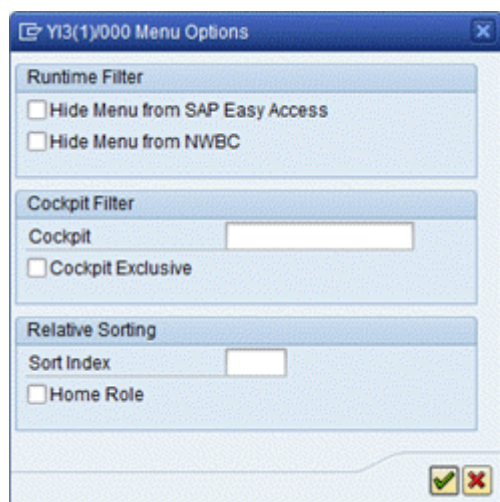 YI3(1)/000 Menu Options
Runtime Filter
Hide Menu from SAP Easy Access
Hide Menu from NWBC
Cockpit Filter
Cockpit
Cockpit Exclusive
Relative Sorting
Sort Index
Home Role